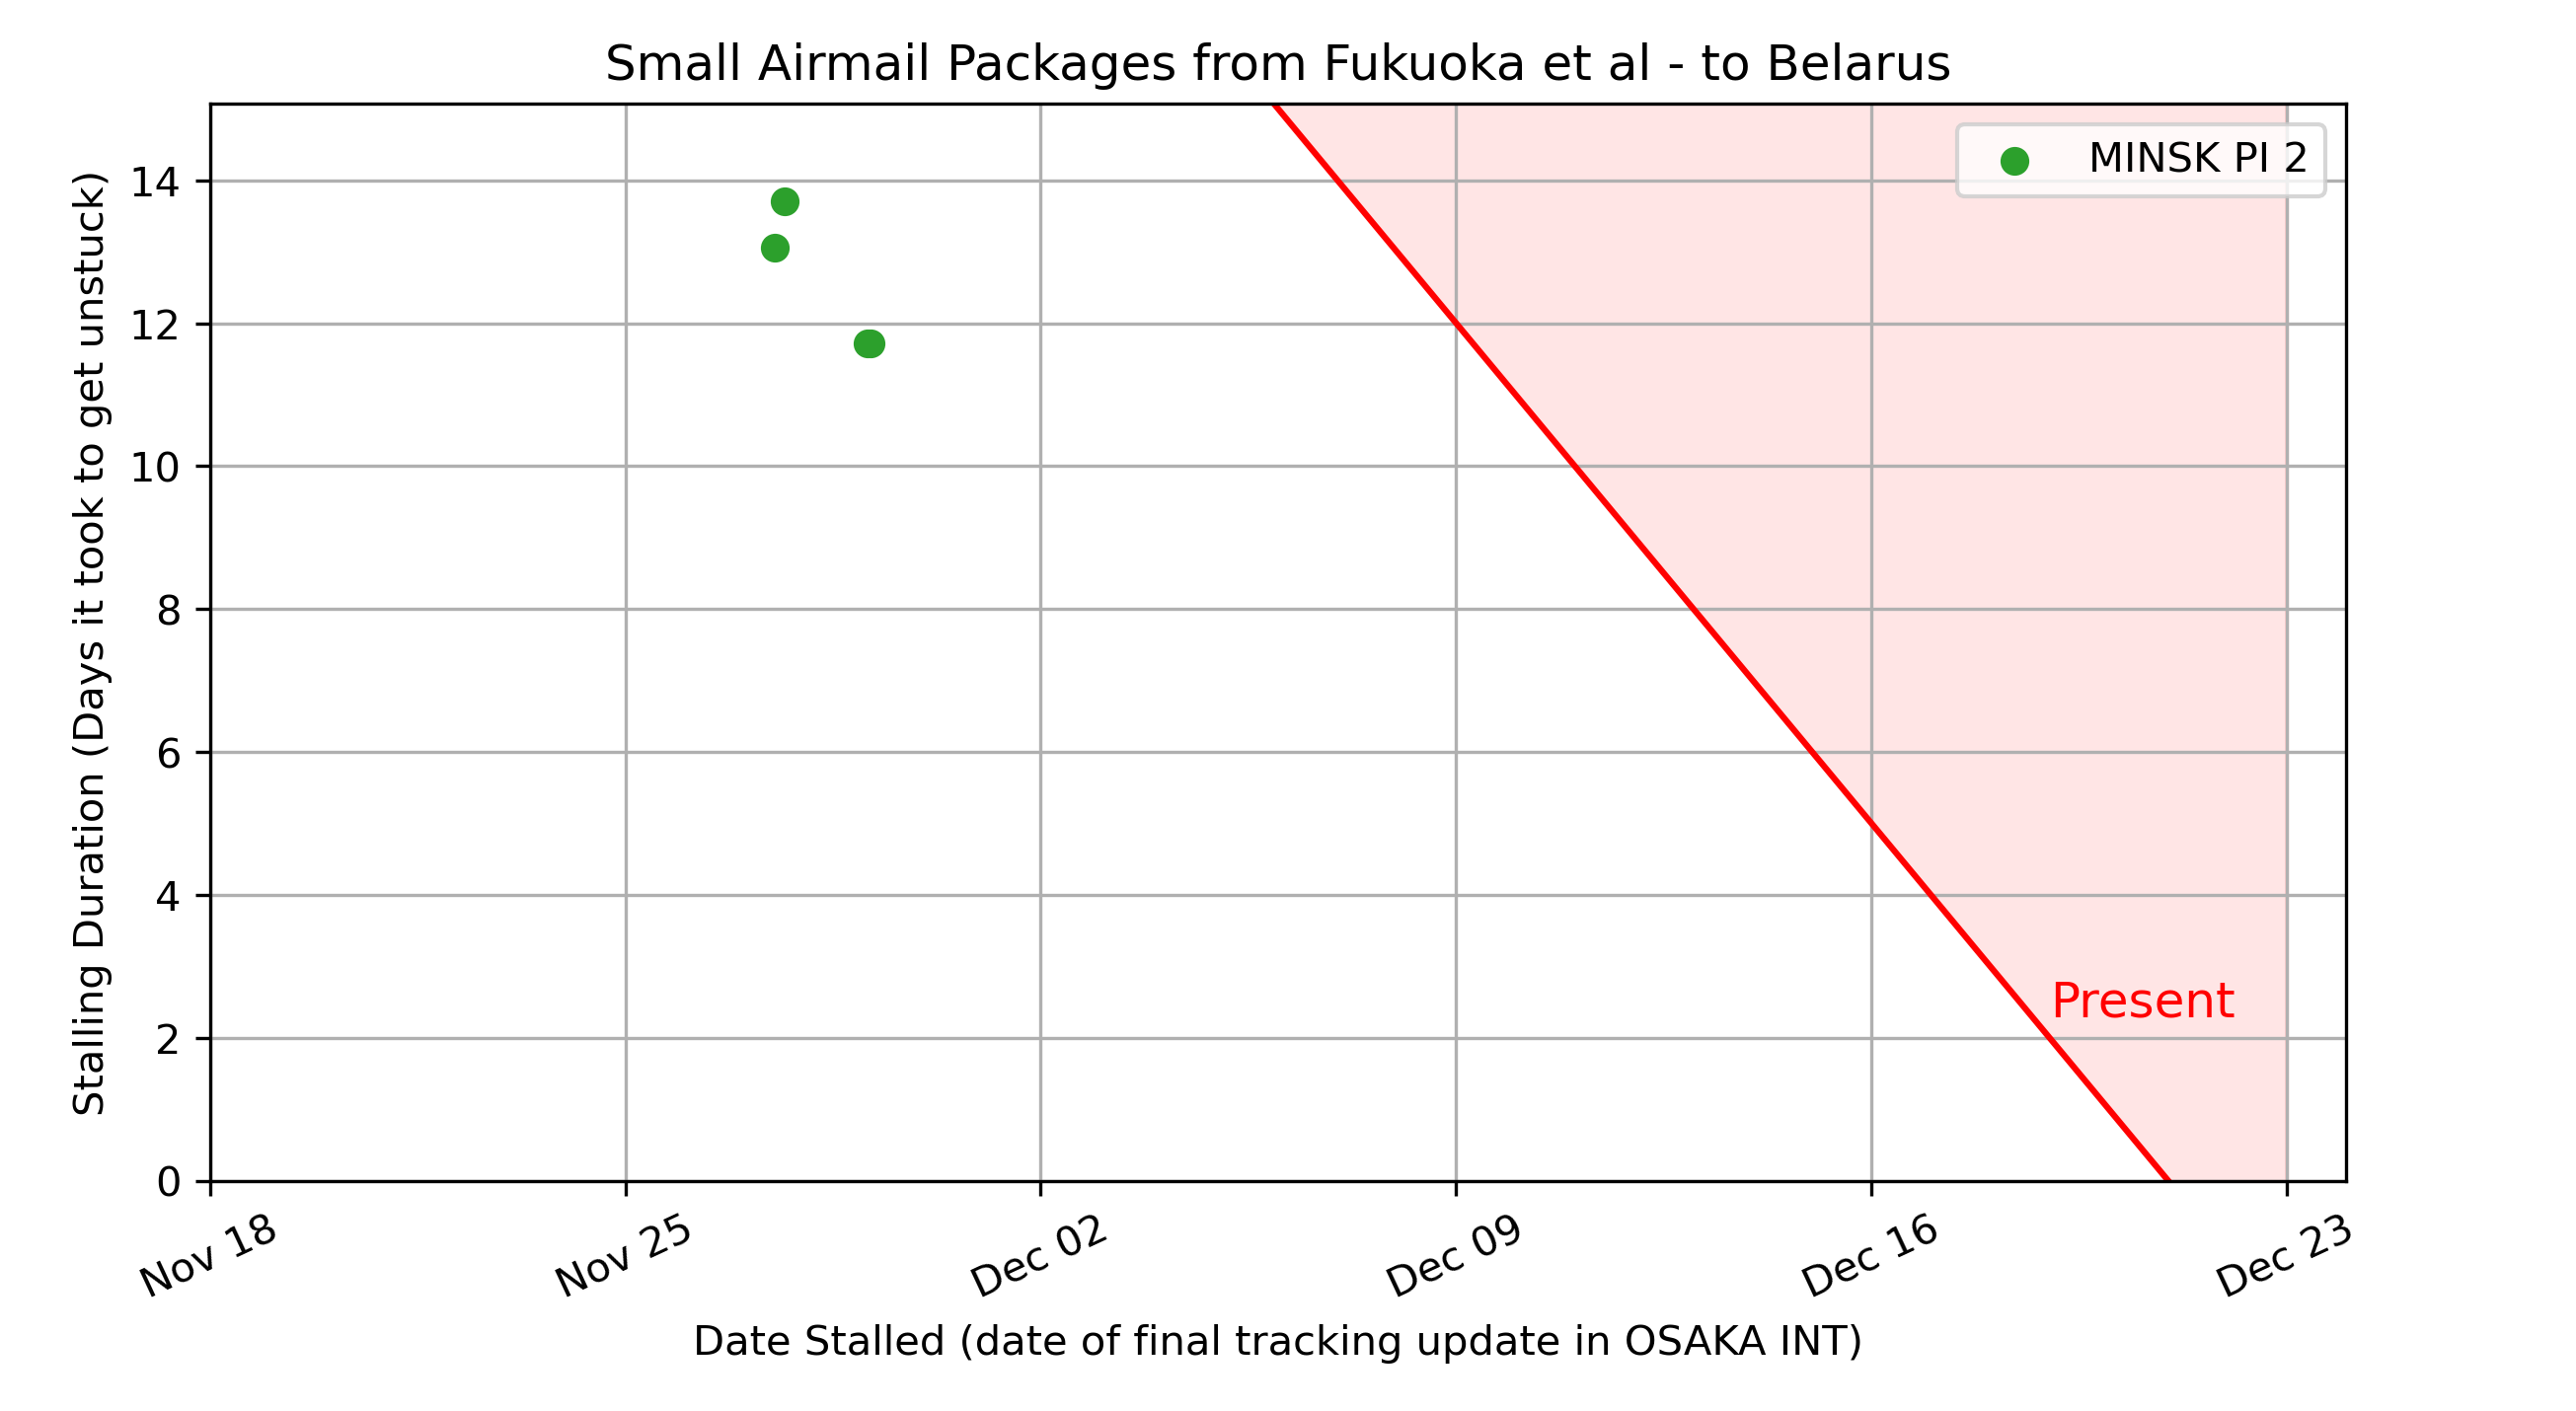 Small Airmail Packages from Fukuoka et al - to Belarus
MINSK PI 2
Stalling Duration (Days it took to get unstuck)
14
12
10
8
6
4
2
0
Present
Nov 18
Nov 25
Dec 02
Dec 09
Dec 16
Dec 23
Date Stalled (date of final tracking update in OSAKA INT)